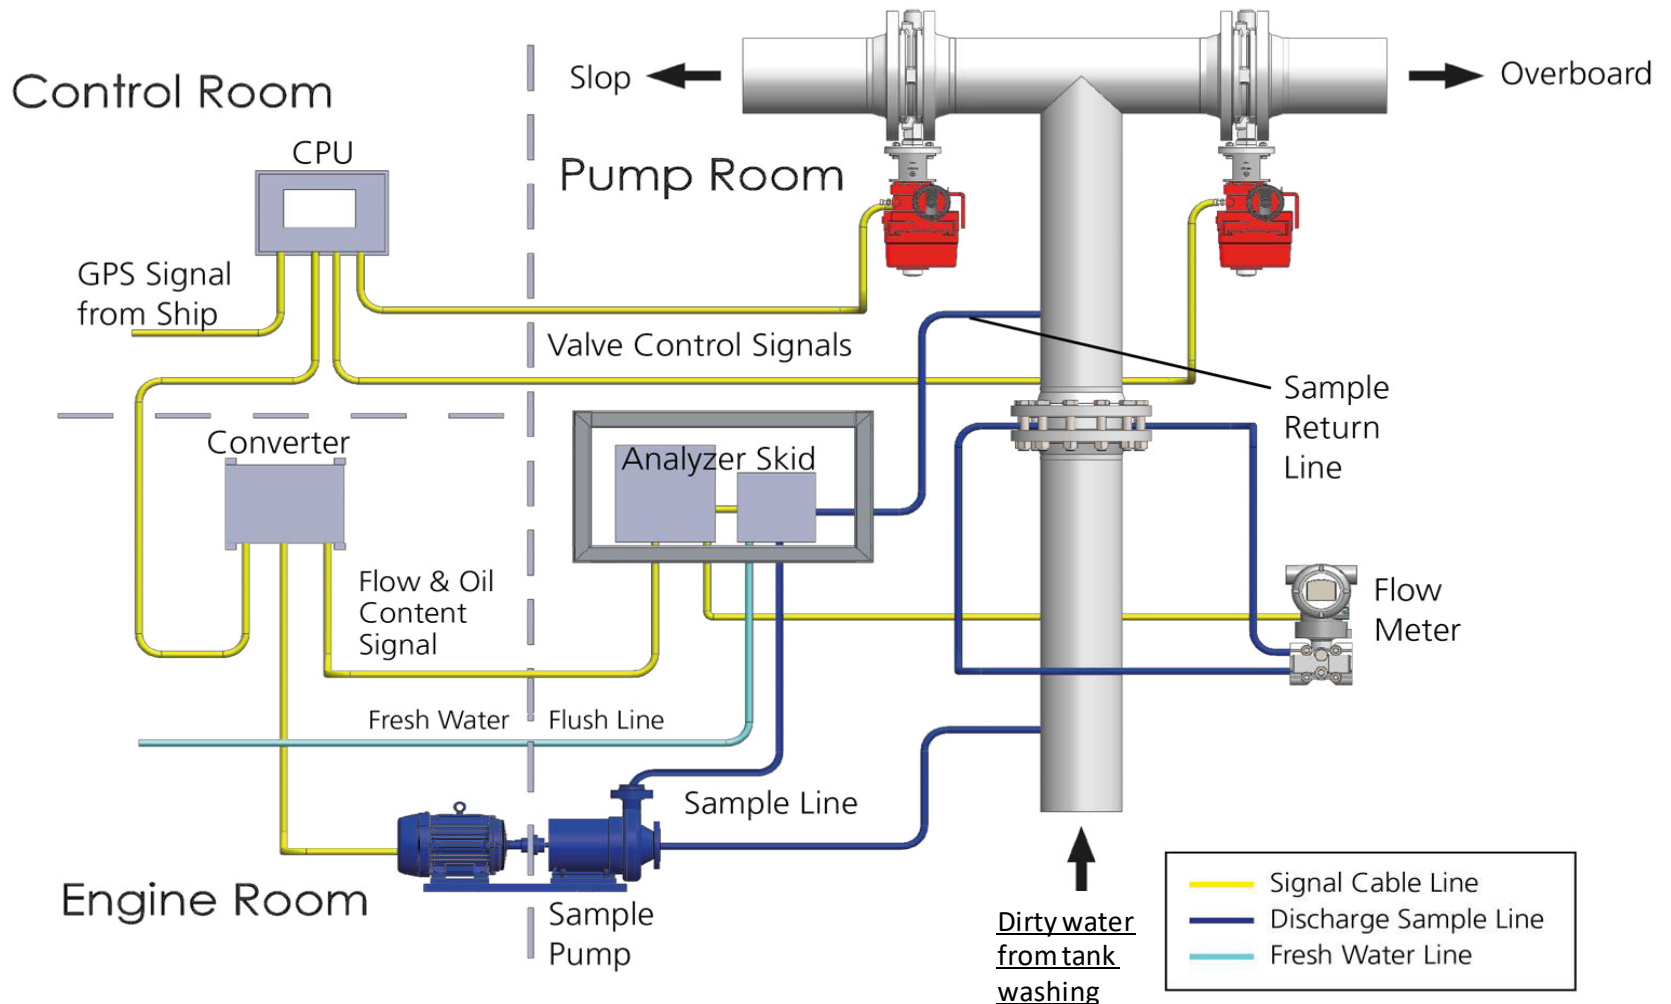 Control Room
CPU
GPS Signal
from Ship
Slop
Overboard
Pump Room
Valve Control Signals
Sample
Return
Line
Converter
Analyzer Skid
Flow & Oil
Content
Signal
Flow
Meter
Fresh Water
Flush Line
Sample Line
Engine Room
Sample
Pump
Dirty water
from tank
washing
Signal Cable Line
Discharge Sample Line
Fresh Water Line